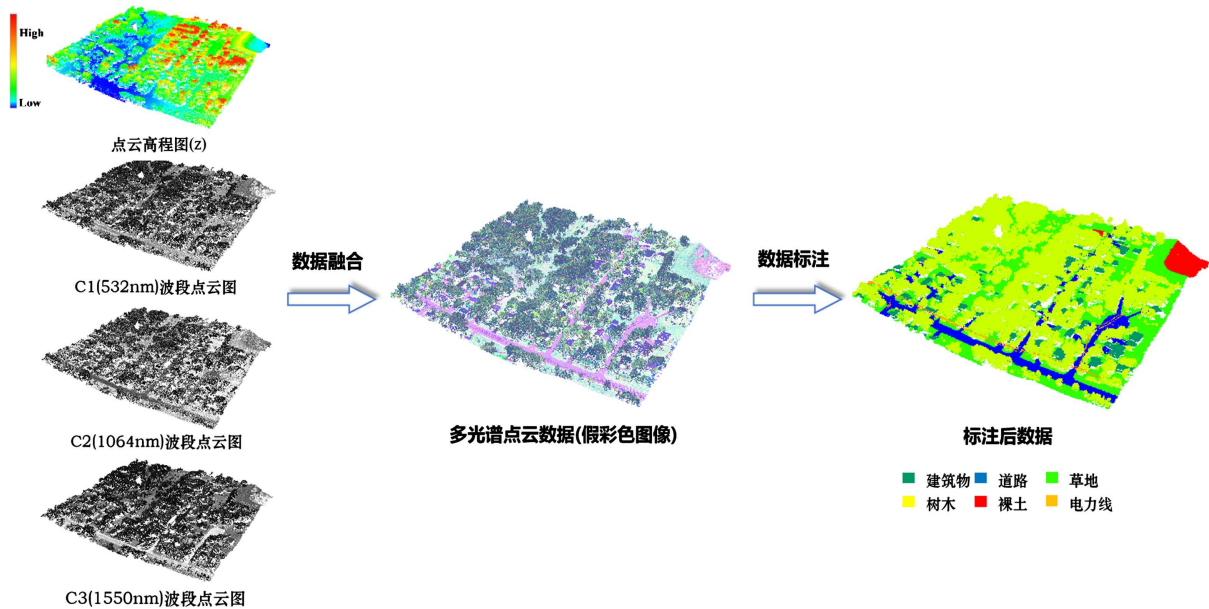 High
Low
点云高程图(z)
C1(532nm)波段点云图
C2(1064nm)波段点云图
C3(1550nm)波段点云图
数据融合
多光谱点云数据(假彩色图像)
数据标注
标注后数据
建筑物 道路 草地
树木 裸土 电力线